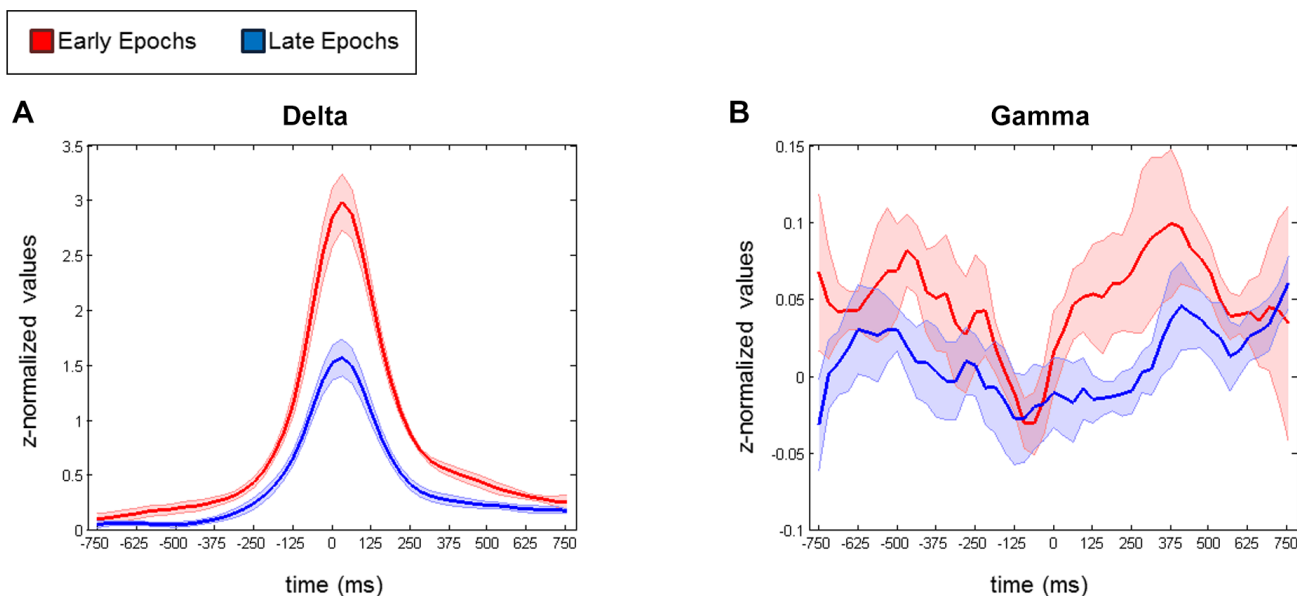 Early Epochs Late Epochs
A Delta
3.5
3
2.5
2
1.5
1
0.5
0
z-normalized values
-750 -625 -500 -375 -250 -125 0 125 250 375 500 625 750
time (ms)
B Gamma
0.15
0.1
0.05
0
-0.05
-0.1
z-normalized values
-750 -625 -500 -375 -250 -125 0 125 250 375 500 625 750
time (ms)